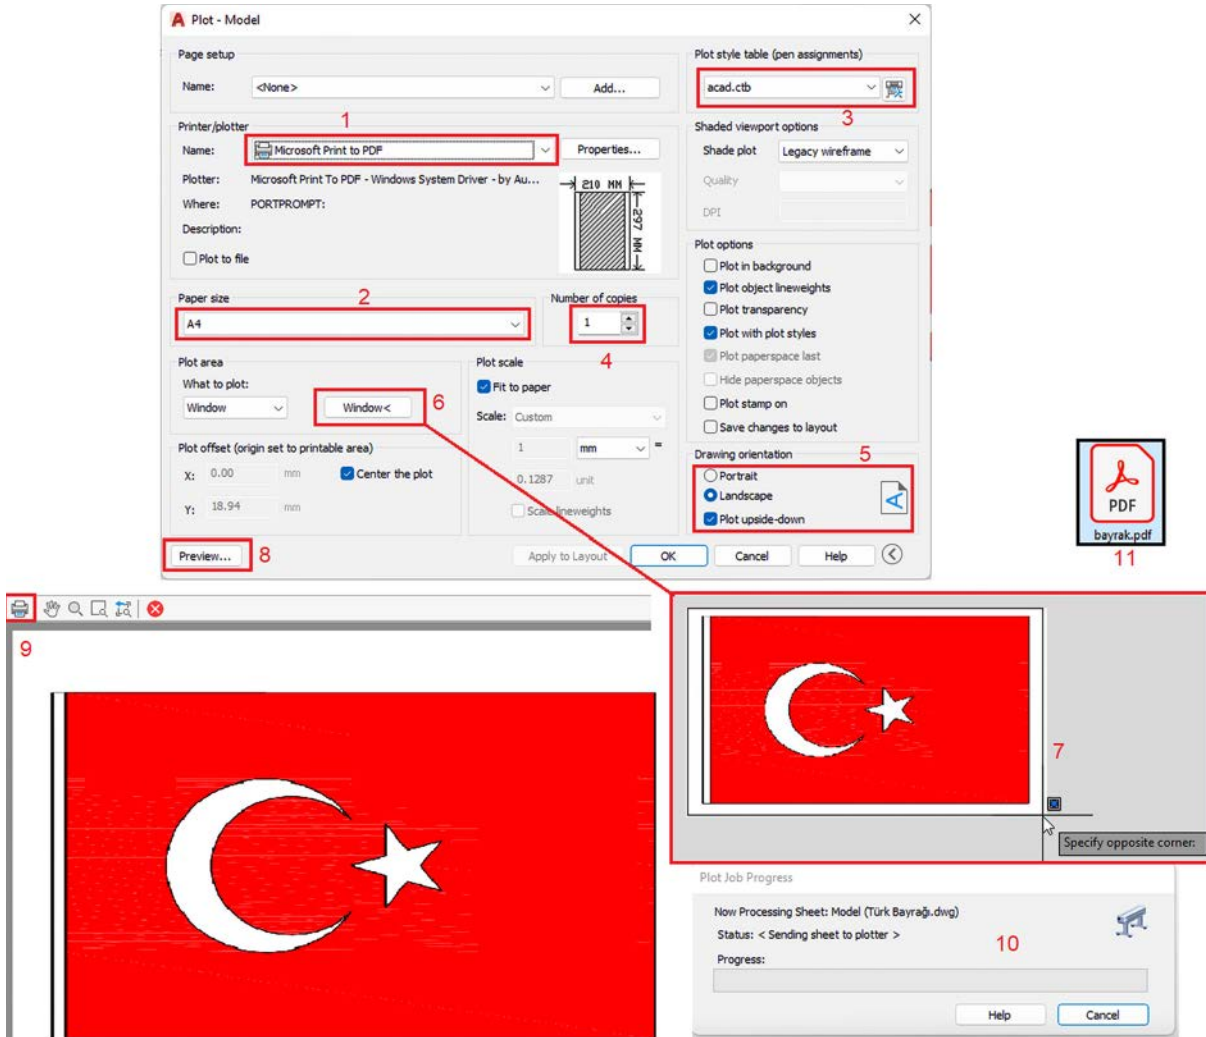 Plot - Model
Page setup
Name: <None> Add...
Plot style table (pen assignments)
acad.ctb
3
Printer/plotter
1
Name: Microsoft Print to PDF Properties...
Plotter: Microsoft Print To PDF - Windows System Driver - by Au...
Where: PORTPROMPT:
Description:
Plot to file
210 MM
297 MM
Shaded viewport options
Shade plot Legacy wireframe
Quality
DPI
Paper size
2
A4
Number of copies
1
4
Plot options
Plot in background
Plot object lineweights
Plot transparency
Plot with plot styles
Plot paperspace last
Hide paperspace objects
Plot stamp on
Save changes to layout
Plot area
What to plot:
Window Window< 6
Plot scale
Fit to paper
Scale: Custom
1 mm =
0.1287 unit
Scale lineweights
Plot offset (origin set to printable area)
X: 0.00 mm Center the plot
Y: 18.94 mm
Drawing orientation
5
Portrait
Landscape
Plot upside-down
A
Preview... 8 Apply to Layout OK Cancel Help
PDF
bayrak.pdf
11
9
7
Specify opposite corner:
Plot Job Progress
Now Processing Sheet: Model (Türk Bayrağı.dwg)
Status: < Sending sheet to plotter >
10
Progress:
Help Cancel